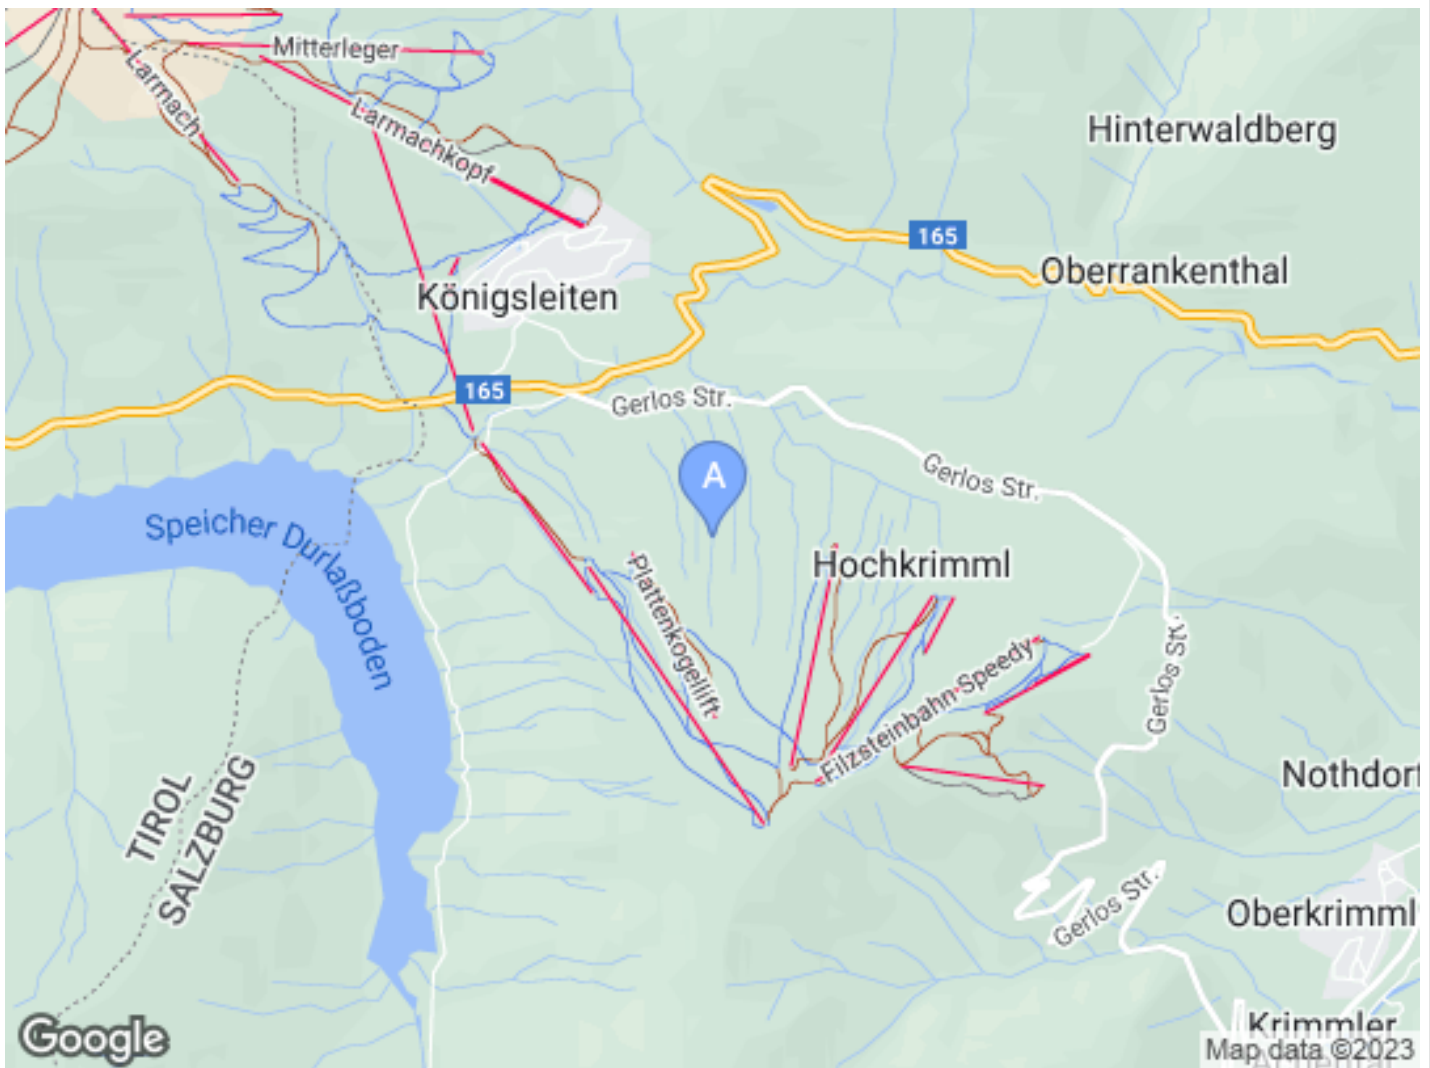 Mitterleger
Larmach
Larmachkopf
Hinterwaldberg
165
Oberrankenthal
Königsleiten
165
Gerlos Str.
Gerlos Str.
Speicher Durlaßboden
Plattenkogellift
Hochkrimml
Filzsteinbahn Speedy
Gerlos Str.
TIROL
SALZBURG
Nothdorf
Gerlos Str.
Oberkrimml
Krimmler
Google
Map data ©2023